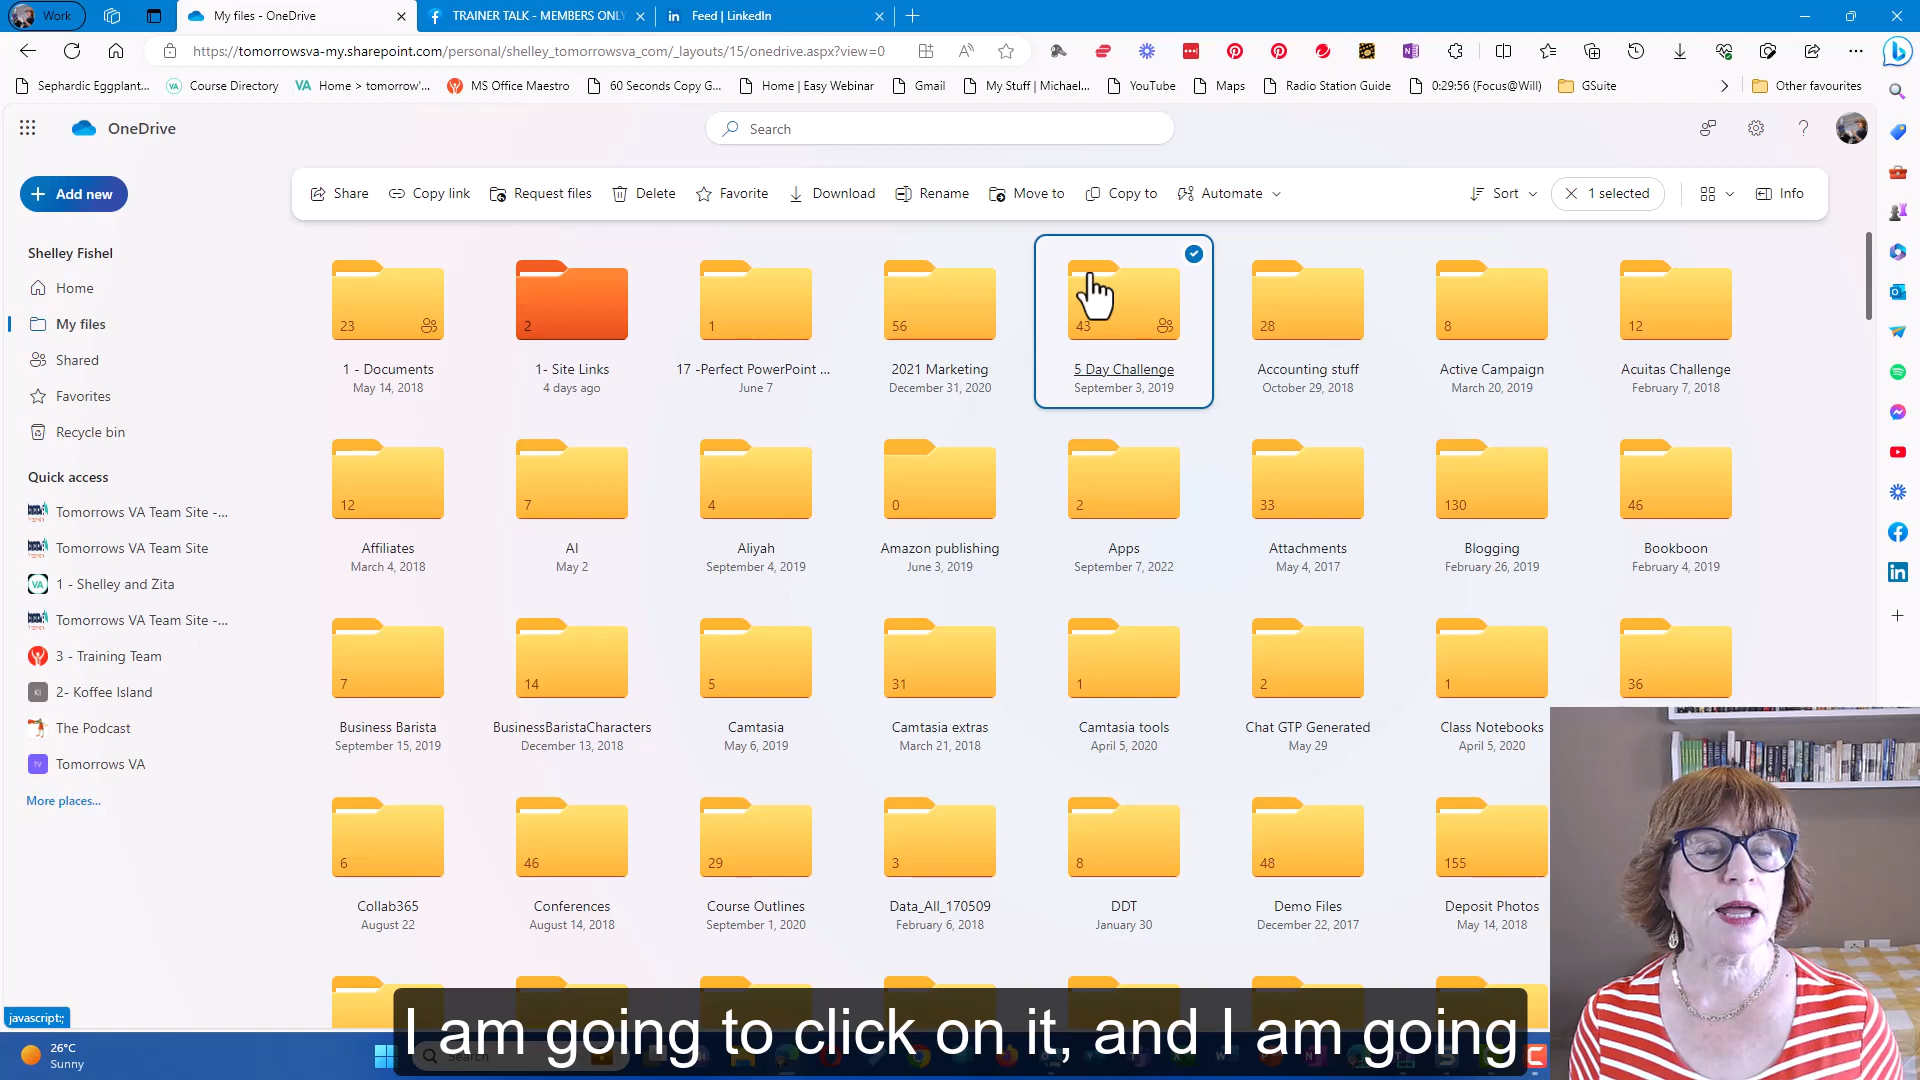 Work
My files - OneDrive
TRAINER TALK - MEMBERS ONLY
Feed | LinkedIn
https://tomorrowsva-my.sharepoint.com/personal/shelley_tomorrowsva_com/_layouts/15/onedrive.aspx?view=0
Sephardic Eggplant...
Course Directory
VA Home > tomorrow'...
MS Office Maestro
60 Seconds Copy G...
Home | Easy Webinar
Gmail
My Stuff | Michael...
YouTube
Maps
Radio Station Guide
0:29:56 (Focus@Will)
GSuite
Other favourites
OneDrive
Search
Add new
Share
Copy link
Request files
Delete
Favorite
Download
Rename
Move to
Copy to
Automate
Sort
1 selected
Info
Shelley Fishel
Home
My files
Shared
Favorites
Recycle bin
Quick access
Tomorrows VA Team Site -...
Tomorrows VA Team Site
VA 1 - Shelley and Zita
Tomorrows VA Team Site -...
3 - Training Team
KI 2- Koffee Island
The Podcast
TV Tomorrows VA
More places...
23 2 1 56 43 28 8 12
1 - Documents 1- Site Links 17 -Perfect PowerPoint ... 2021 Marketing 5 Day Challenge Accounting stuff Active Campaign Acuitas Challenge
May 14, 2018 4 days ago June 7 December 31, 2020 September 3, 2019 October 29, 2018 March 20, 2019 February 7, 2018
12 7 4 0 2 33 130 46
Affiliates AI Aliyah Amazon publishing Apps Attachments Blogging Bookboon
March 4, 2018 May 2 September 4, 2019 June 3, 2019 September 7, 2022 May 4, 2017 February 26, 2019 February 4, 2019
7 14 5 31 1 2 1 36
Business Barista BusinessBaristaCharacters Camtasia Camtasia extras Camtasia tools Chat GTP Generated Class Notebooks
September 15, 2019 December 13, 2018 May 6, 2019 March 21, 2018 April 5, 2020 May 29 April 5, 2020
6 46 29 3 8 48 155
Collab365 Conferences Course Outlines Data_All_170509 DDT Demo Files Deposit Photos
August 22 August 14, 2018 September 1, 2020 February 6, 2018 January 30 December 22, 2017 May 14, 2018
javascript:;
I am going to click on it, and I am going
26°C
Sunny
Search